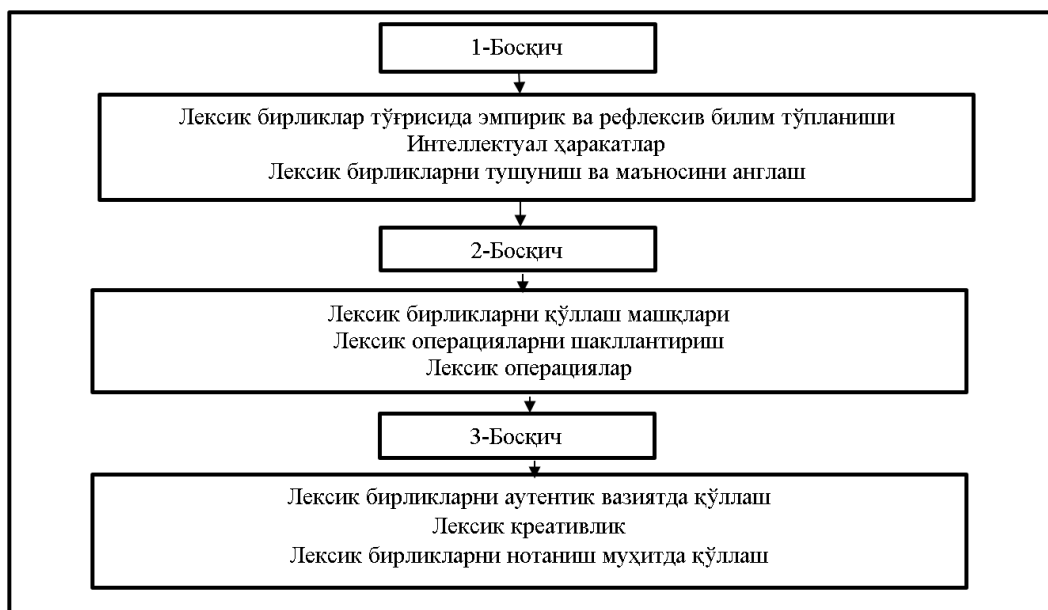 1-Босқич
Лексик бирликлар тўғрисида эмпирик ва рефлексив билим тўпланиши
Интеллектуал ҳаракатлар
Лексик бирликларни тушуниш ва маъносини англаш
2-Босқич
Лексик бирликларни қўллаш машқлари
Лексик операцияларни шакллантириш
Лексик операциялар
3-Босқич
Лексик бирликларни аутентик вазиятда қўллаш
Лексик креативлик
Лексик бирликларни нотаниш муҳитда қўллаш